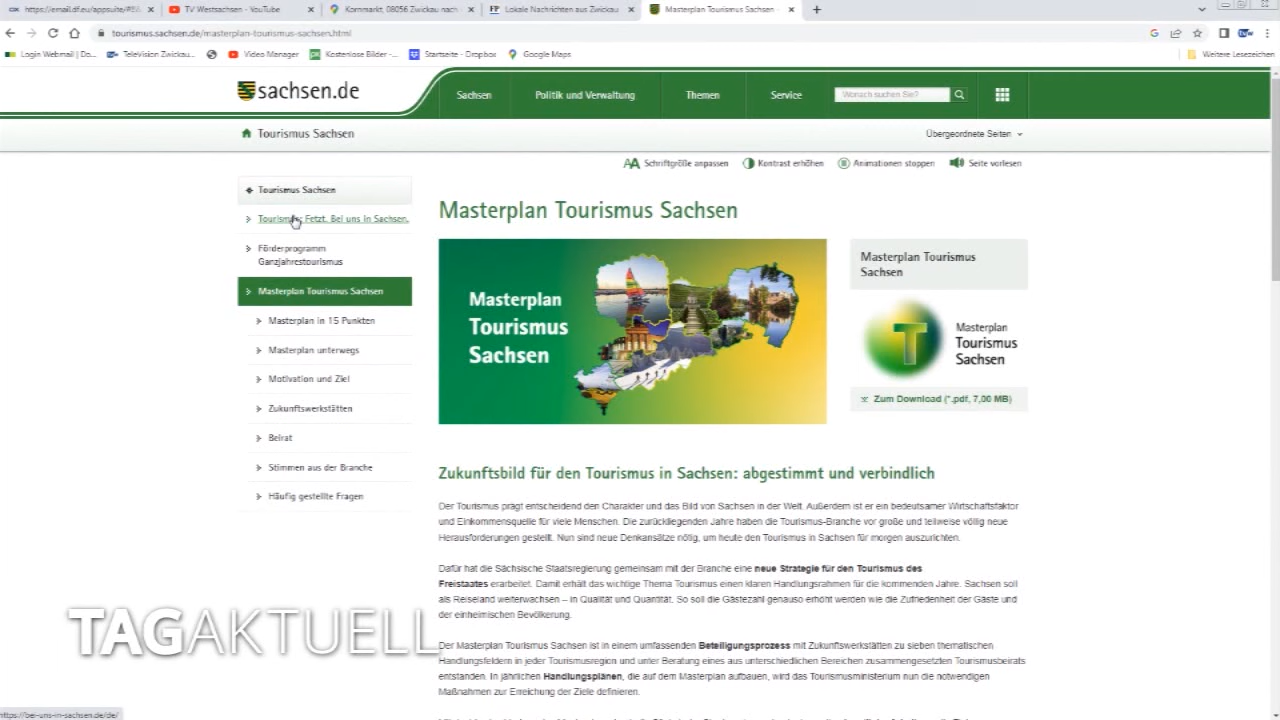 https://email.df.eu/appsuite/#!!/
TV Westsachsen - YouTube
Kornmarkt, 08056 Zwickau nach
FP Lokale Nachrichten aus Zwickau
Masterplan Tourismus Sachsen -
tourismus.sachsen.de/masterplan-tourismus-sachsen.html
Login Webmail | Do...
Television Zwickau...
Video Manager
Kostenlose Bilder -...
Startseite - Dropbox
Google Maps
Weitere Lesezeichen
sachsen.de
Sachsen
Politik und Verwaltung
Themen
Service
Wonach suchen Sie?
Tourismus Sachsen
Übergeordnete Seiten
AA Schriftgröße anpassen
Kontrast erhöhen
Animationen stoppen
Seite vorlesen
Tourismus Sachsen
Tourismus: Fetzt. Bei uns in Sachsen.
Förderprogramm
Ganzjahrestourismus
Masterplan Tourismus Sachsen
Masterplan in 15 Punkten
Masterplan unterwegs
Motivation und Ziel
Zukunftswerkstätten
Beirat
Stimmen aus der Branche
Häufig gestellte Fragen
Masterplan Tourismus Sachsen
Masterplan
Tourismus
Sachsen
Masterplan Tourismus
Sachsen
T
Masterplan
Tourismus
Sachsen
Zum Download (*.pdf, 7,00 MB)
Zukunftsbild für den Tourismus in Sachsen: abgestimmt und verbindlich
Der Tourismus prägt entscheidend den Charakter und das Bild von Sachsen in der Welt. Außerdem ist er ein bedeutsamer Wirtschaftsfaktor
und Einkommensquelle für viele Menschen. Die zurückliegenden Jahre haben die Tourismus-Branche vor große und teilweise völlig neue
Herausforderungen gestellt. Nun sind neue Denkansätze nötig, um heute den Tourismus in Sachsen für morgen auszurichten.
Dafür hat die Sächsische Staatsregierung gemeinsam mit der Branche eine neue Strategie für den Tourismus des
Freistaates erarbeitet. Damit erhält das wichtige Thema Tourismus einen klaren Handlungsrahmen für die kommenden Jahre. Sachsen soll
als Reiseland weiterwachsen – in Qualität und Quantität. So soll die Gästezahl genauso erhöht werden wie die Zufriedenheit der Gäste und
der einheimischen Bevölkerung.
Der Masterplan Tourismus Sachsen ist in einem umfassenden Beteiligungsprozess mit Zukunftswerkstätten zu sieben thematischen
Handlungsfeldern in jeder Tourismusregion und unter Beratung eines aus unterschiedlichen Bereichen zusammengesetzten Tourismusbeirats
entstanden. In jährlichen Handlungsplänen, die auf dem Masterplan aufbauen, wird das Tourismusministerium nun die notwendigen
Maßnahmen zur Erreichung der Ziele definieren.
TAGAKTUELL
https://bei-uns-in-sachsen.de/de/